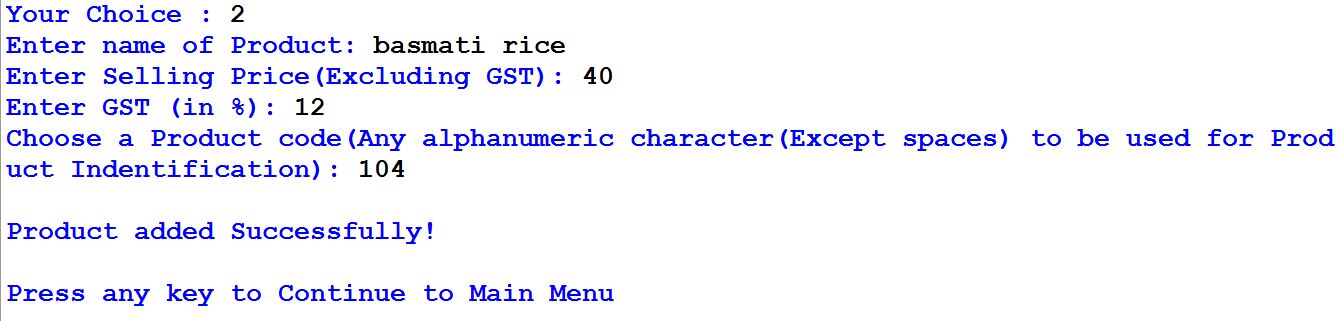 Your Choice : 2
Enter name of Product: basmati rice
Enter Selling Price(Excluding GST): 40
Enter GST (in %): 12
Choose a Product code(Any alphanumeric character(Except spaces) to be used for Prod
uct Indentification): 104
Product added Successfully!
Press any key to Continue to Main Menu